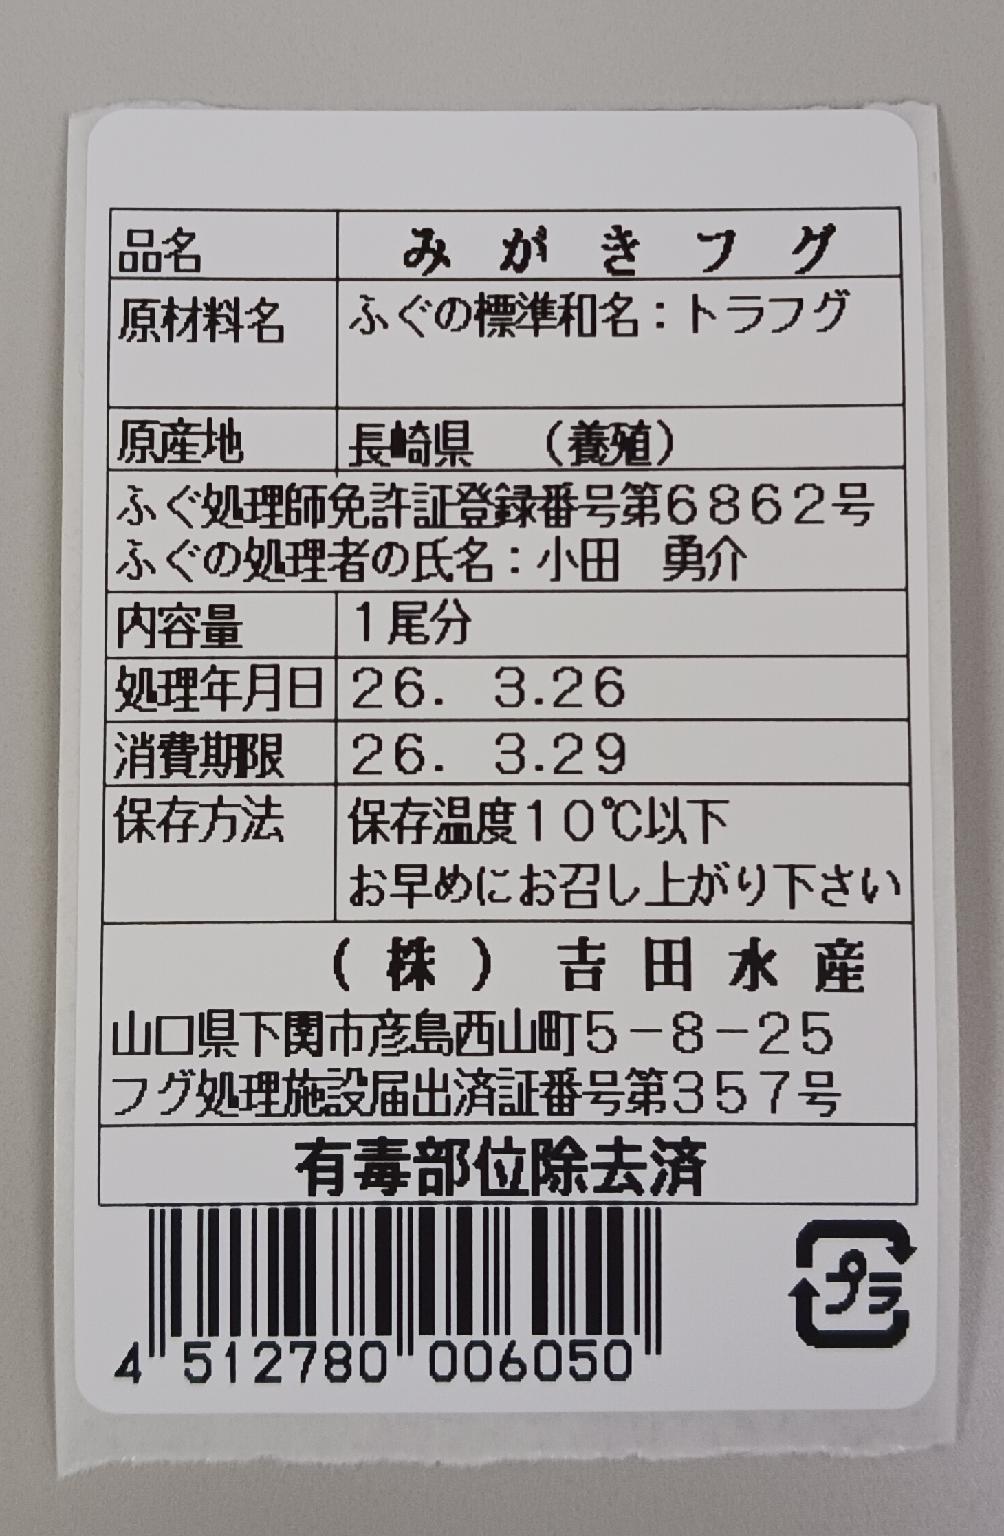 品名 みがきフグ
原材料名 ふぐの標準和名：トラフグ
原産地 長崎県 （養殖）
ふぐ処理師免許証登録番号第６８６２号
ふぐの処理者の氏名：小田 勇介
内容量 １尾分
処理年月日 26. 3.26
消費期限 26. 3.29
保存方法 保存温度１０℃以下
お早めにお召し上がり下さい
（株）吉田水産
山口県下関市彦島西山町５－８－２５
フグ処理施設届出済証番号第３５７号
有毒部位除去済
4 512780 006050
プラ